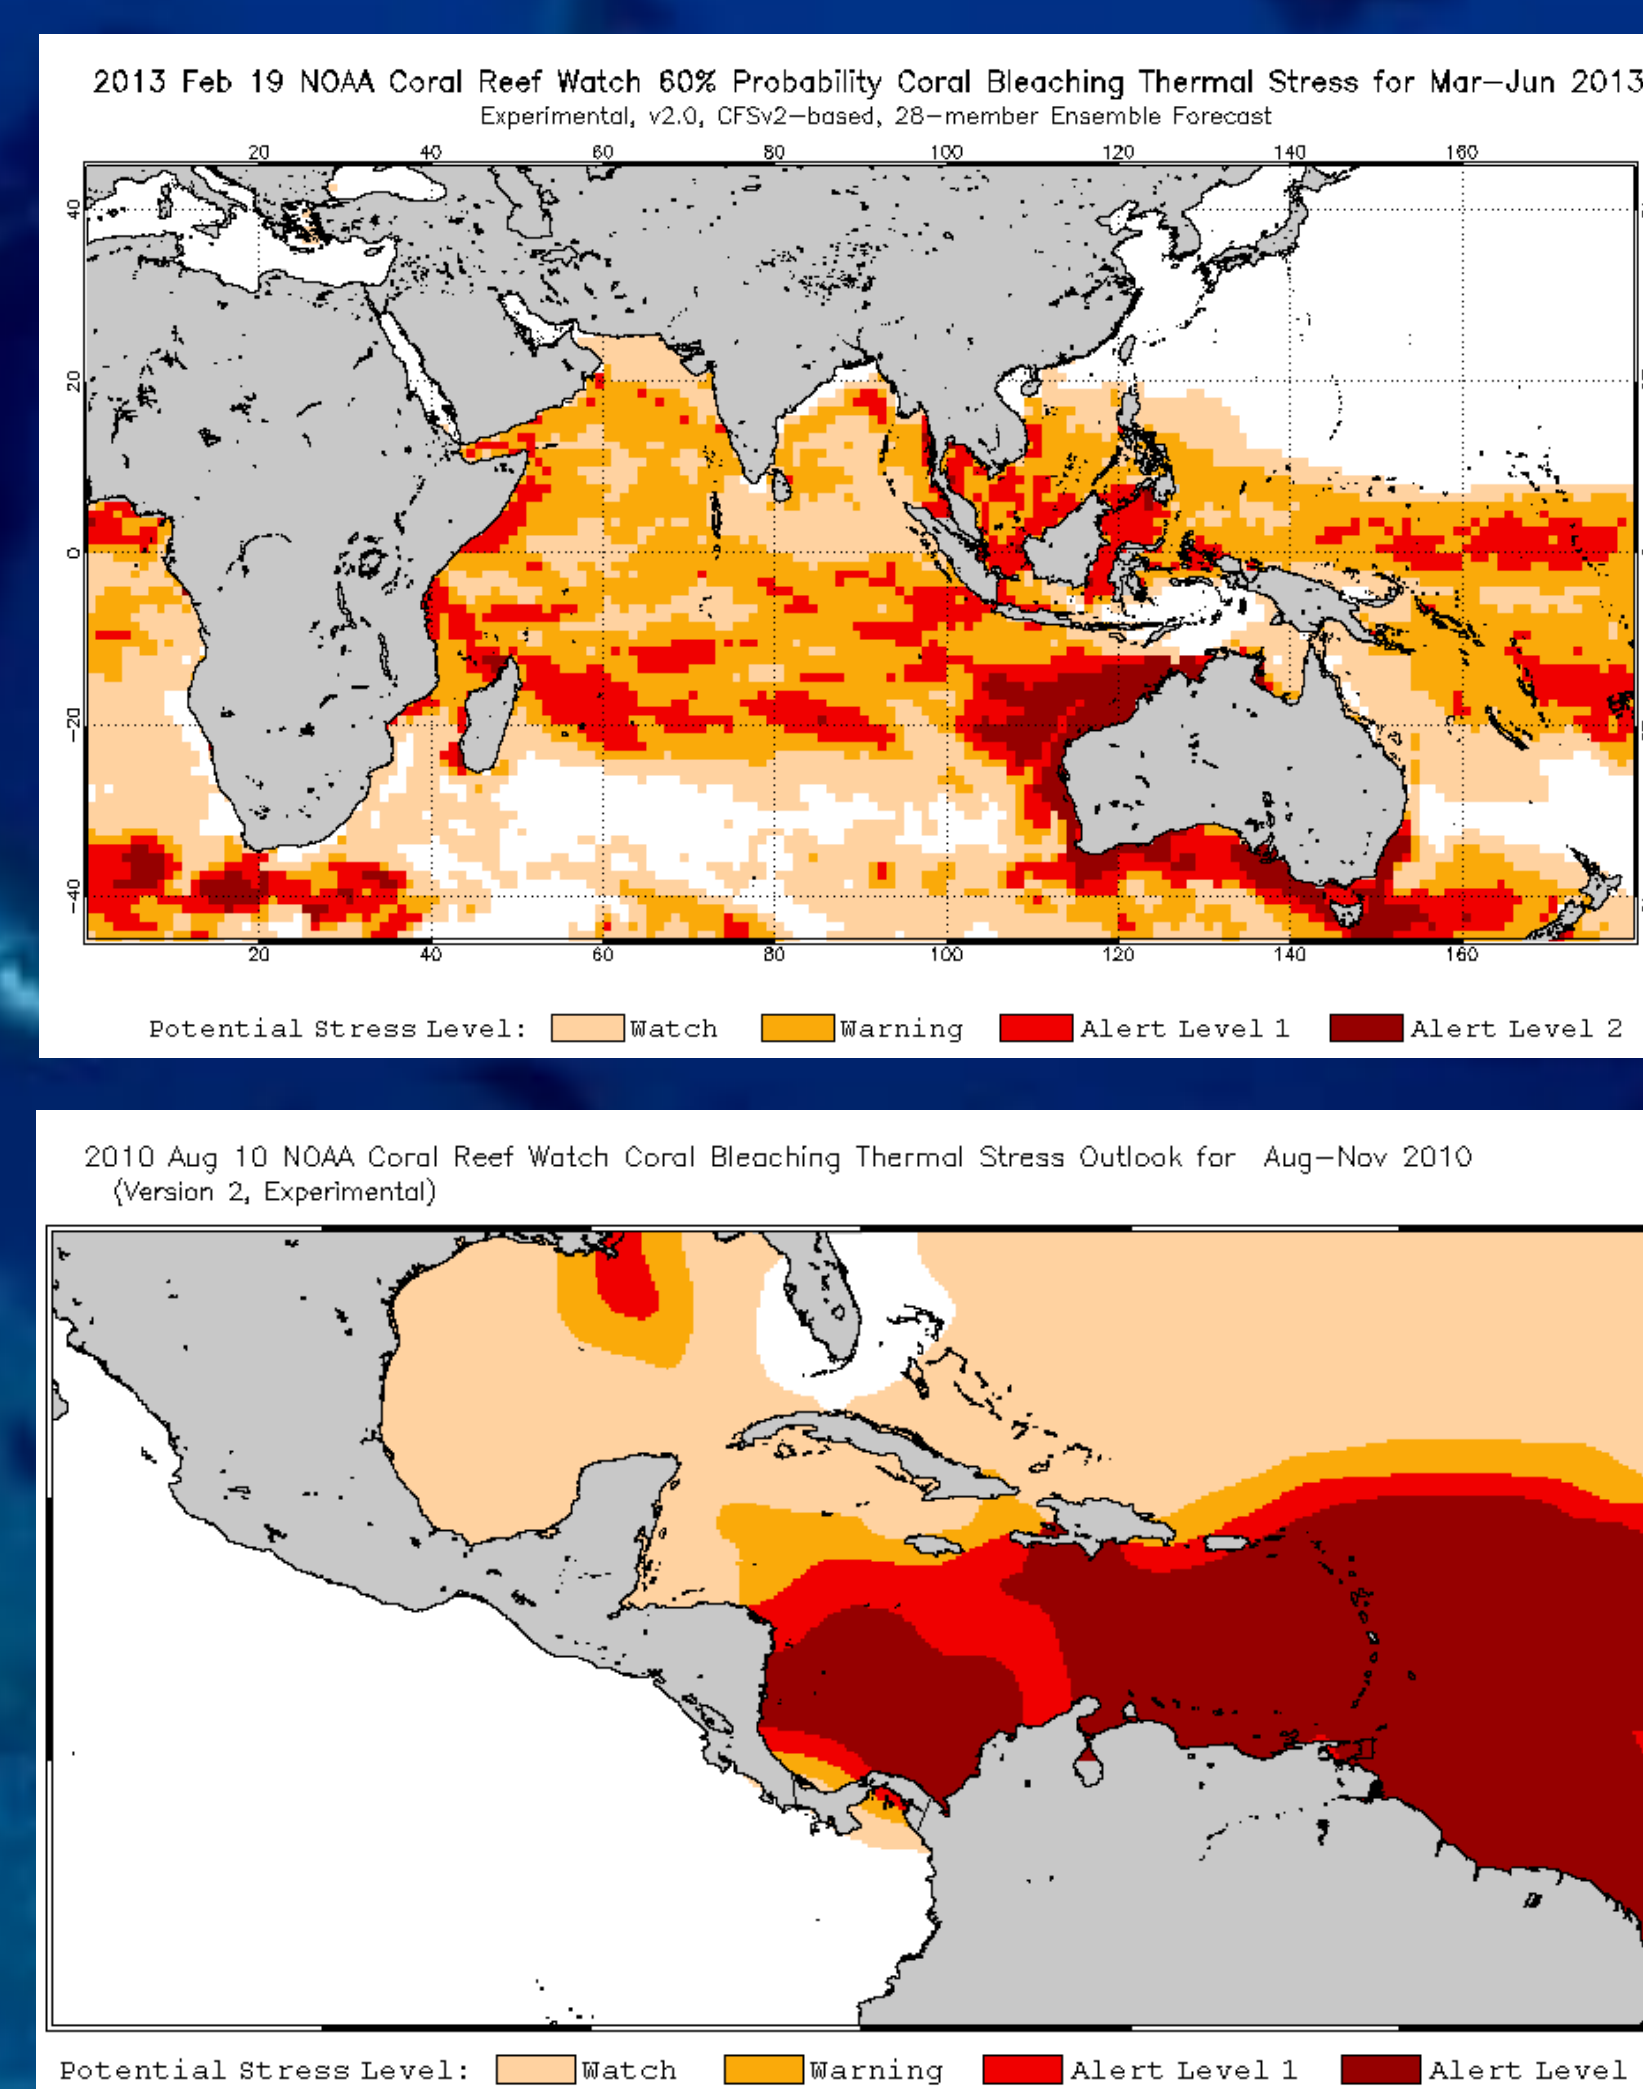 2013 Feb 19 NOAA Coral Reef Watch 60% Probability Coral Bleaching Thermal Stress for Mar-Jun 2013
Experimental, v2.0, CFSv2-based, 28-member Ensemble Forecast
20 40 60 80 100 120 140 160
40
20
0
-20
-40
20 40 60 80 100 120 140 160
Potential Stress Level: Watch Warning Alert Level 1 Alert Level 2
2010 Aug 10 NOAA Coral Reef Watch Coral Bleaching Thermal Stress Outlook for Aug-Nov 2010
(Version 2, Experimental)
Potential Stress Level: Watch Warning Alert Level 1 Alert Level